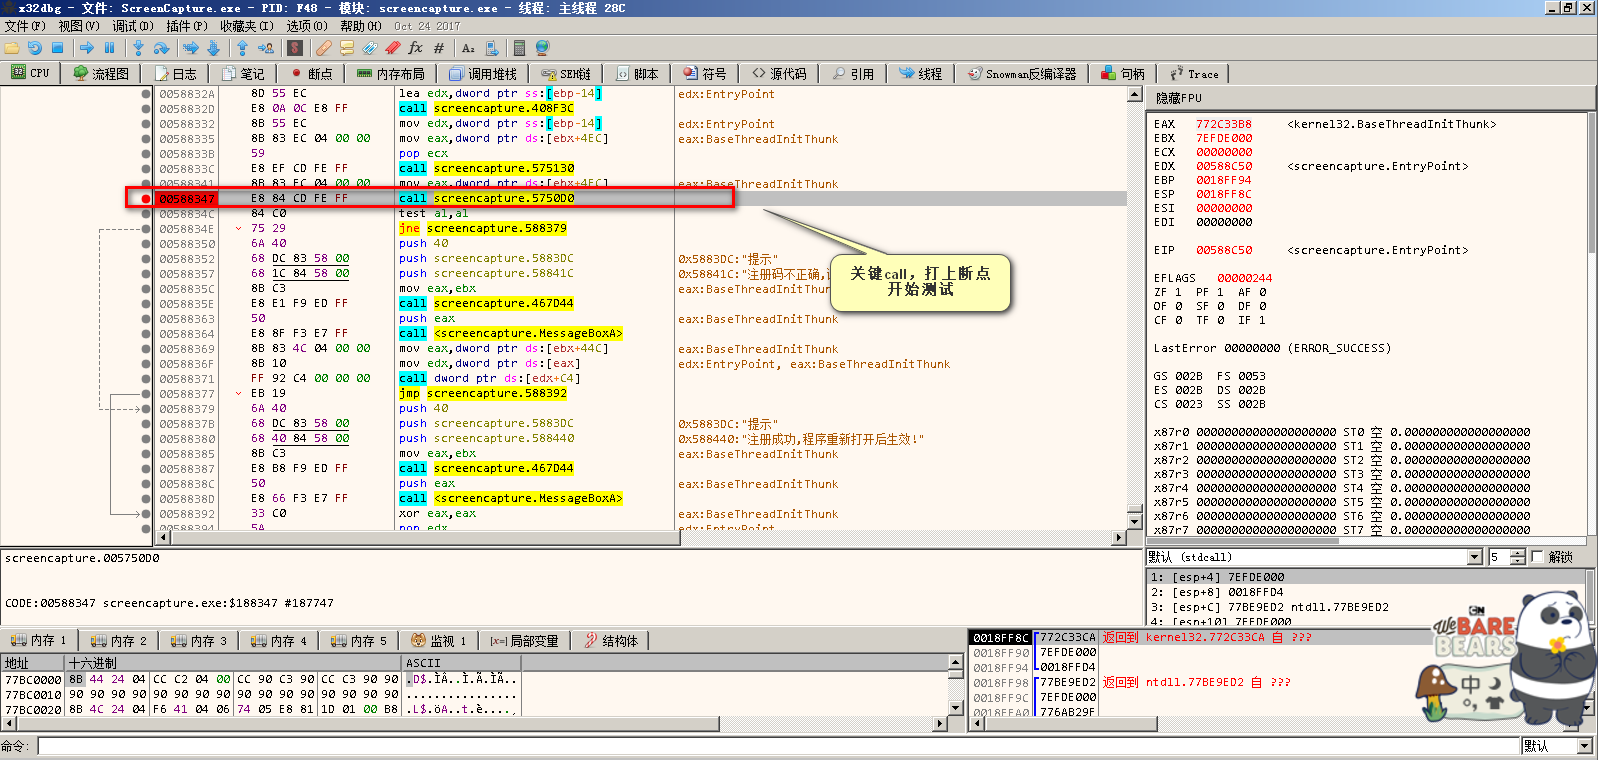 x32dbg - 文件: ScreenCapture.exe - PID: F48 - 模块: screencapture.exe - 线程: 主线程 28C
文件(F) 视图(V) 调试(D) 插件(P) 收藏夹(I) 选项(O) 帮助(H) Oct 24 2017
CPU 流程图 日志 笔记 断点 内存布局 调用堆栈 SEH链 脚本 符号 源代码 引用 线程 Snowman反编译器 句柄 Trace
0058832A 8D 55 EC lea edx,dword ptr ss:[ebp-14] edx:EntryPoint
0058832D E8 0A 0C E8 FF call screencapture.408F3C
00588332 8B 55 EC mov edx,dword ptr ss:[ebp-14] edx:EntryPoint
00588335 8B 83 EC 04 00 00 mov eax,dword ptr ds:[ebx+4EC] eax:BaseThreadInitThunk
0058833B 59 pop ecx
0058833C E8 EF CD FE FF call screencapture.575130
00588341 8B 83 EC 04 00 00 mov eax,dword ptr ds:[ebx+4EC] eax:BaseThreadInitThunk
00588347 E8 84 CD FE FF call screencapture.5750D0
0058834C 84 C0 test al,al
0058834E 75 29 jne screencapture.588379
00588350 6A 40 push 40
00588352 68 DC 83 58 00 push screencapture.5883DC 0x5883DC:"提示"
00588357 68 1C 84 58 00 push screencapture.58841C 0x58841C:"注册码不正确,
0058835C 8B C3 mov eax,ebx eax:BaseThreadInitThunk
0058835E E8 E1 F9 ED FF call screencapture.467D44
00588363 50 push eax eax:BaseThreadInitThunk
00588364 E8 8F F3 E7 FF call <screencapture.MessageBoxA>
00588369 8B 83 4C 04 00 00 mov eax,dword ptr ds:[ebx+44C] eax:BaseThreadInitThunk
0058836F 8B 10 mov edx,dword ptr ds:[eax] edx:EntryPoint, eax:BaseThreadInitThunk
00588371 FF 92 C4 00 00 00 call dword ptr ds:[edx+C4]
00588377 EB 19 jmp screencapture.588392
00588379 6A 40 push 40
0058837B 68 DC 83 58 00 push screencapture.5883DC 0x5883DC:"提示"
00588380 68 40 84 58 00 push screencapture.588440 0x588440:"注册成功,程序重新打开后生效!"
00588385 8B C3 mov eax,ebx eax:BaseThreadInitThunk
00588387 E8 B8 F9 ED FF call screencapture.467D44
0058838C 50 push eax eax:BaseThreadInitThunk
0058838D E8 66 F3 E7 FF call <screencapture.MessageBoxA>
00588392 33 C0 xor eax,eax eax:BaseThreadInitThunk
00588394 5A pop edx edx:EntryPoint
关键call，打上断点
开始测试
隐藏FPU
EAX 772C33B8 <kernel32.BaseThreadInitThunk>
EBX 7EFDE000
ECX 00000000
EDX 00588C50 <screencapture.EntryPoint>
EBP 0018FF94
ESP 0018FF8C
ESI 00000000
EDI 00000000
EIP 00588C50 <screencapture.EntryPoint>
EFLAGS 00000244
ZF 1 PF 1 AF 0
OF 0 SF 0 DF 0
CF 0 TF 0 IF 1
LastError 00000000 (ERROR_SUCCESS)
GS 002B FS 0053
ES 002B DS 002B
CS 0023 SS 002B
x87r0 00000000000000000000 ST0 空 0.000000000000000000
x87r1 00000000000000000000 ST1 空 0.000000000000000000
x87r2 00000000000000000000 ST2 空 0.000000000000000000
x87r3 00000000000000000000 ST3 空 0.000000000000000000
x87r4 00000000000000000000 ST4 空 0.000000000000000000
x87r5 00000000000000000000 ST5 空 0.000000000000000000
x87r6 00000000000000000000 ST6 空 0.000000000000000000
x87r7 00000000000000000000 ST7 空 0.000000000000000000
screencapture.005750D0
CODE:00588347 screencapture.exe:$188347 #187747
默认 (stdcall) 5 解锁
1: [esp+4] 7EFDE000
2: [esp+8] 0018FFD4
3: [esp+C] 77BE9ED2 ntdll.77BE9ED2
4: [esp+10] 7EFDE000
内存 1 内存 2 内存 3 内存 4 内存 5 监视 1 [x=] 局部变量 结构体
地址 十六进制 ASCII
77BC0000 8B 44 24 04 CC C2 04 00 CC 90 C3 90 CC C3 90 90 .D$.ÌÂ..Ì.Ã.ÌÃ..
77BC0010 90 90 90 90 90 90 90 90 90 90 90 90 90 90 90 90 ................
77BC0020 8B 4C 24 04 F6 41 04 06 74 05 E8 81 1D 01 00 B8 .L$.öA..t.è....¸
0018FF8C 772C33CA 返回到 kernel32.772C33CA 自 ???
0018FF90 7EFDE000
0018FF94 0018FFD4
0018FF98 77BE9ED2 返回到 ntdll.77BE9ED2 自 ???
0018FF9C 7EFDE000
0018FFA0 776AB29F
CN
We BARE
BEARS
中
命令: 默认